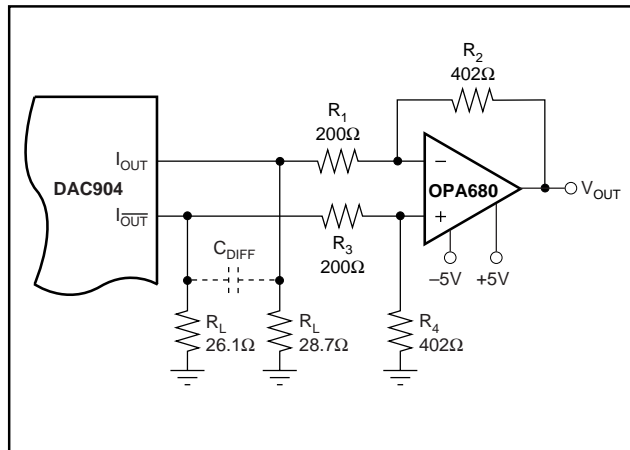 R2
402Ω
R1
200Ω
IOUT
–
DAC904
OPA680
VOUT
I̅O̅U̅T̅
+
CDIFF
R3
200Ω
–5V
+5V
RL
26.1Ω
RL
28.7Ω
R4
402Ω